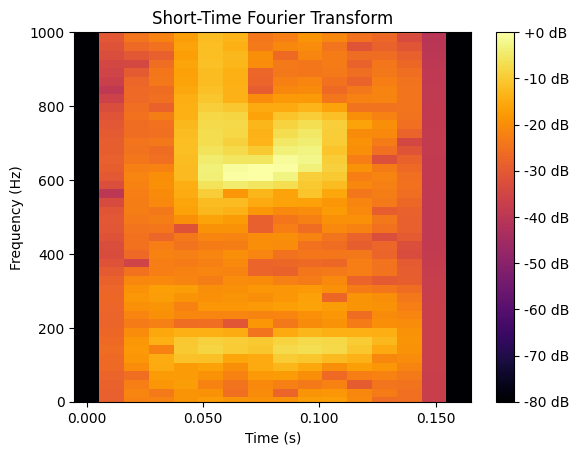 Short-Time Fourier Transform
1000
800
600
400
200
0
Frequency (Hz)
0.000
0.050
0.100
0.150
Time (s)
+0 dB
-10 dB
-20 dB
-30 dB
-40 dB
-50 dB
-60 dB
-70 dB
-80 dB